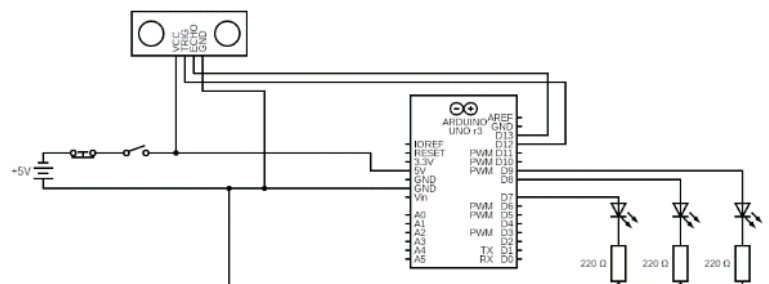 VCC
TRIG
ECHO
GND
ARDUINO
UNO r3
+5V
IOREF
RESET
3.3V
5V
GND
GND
Vin
A0
A1
A2
A3
A4
A5
AREF
GND
D13
D12
PWM D11
PWM D10
PWM D9
D8
D7
PWM D6
PWM D5
D4
PWM D3
D2
TX D1
RX D0
220 Ω
220 Ω
220 Ω